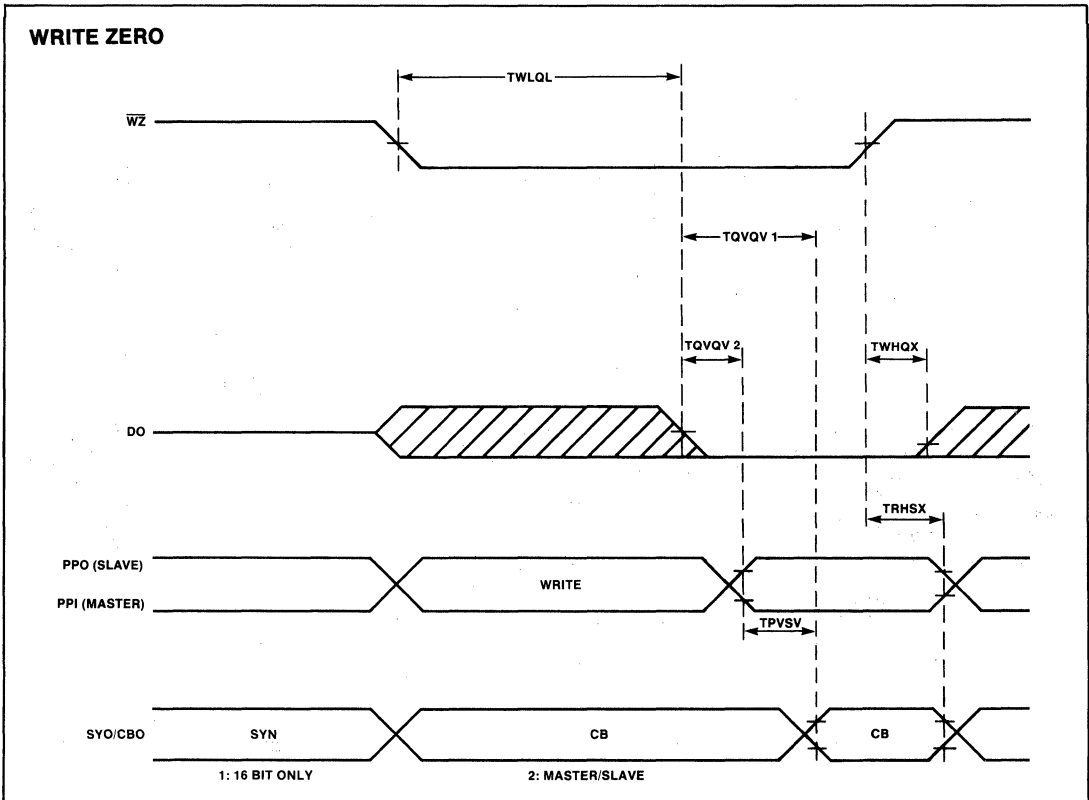 WRITE ZERO
TWLQL
WZ
TQVQV 1
TQVQV 2
TWHQX
DO
TRHSX
PPO (SLAVE)
WRITE
PPI (MASTER)
TPVSV
SYO/CBO
SYN
CB
CB
1: 16 BIT ONLY
2: MASTER/SLAVE